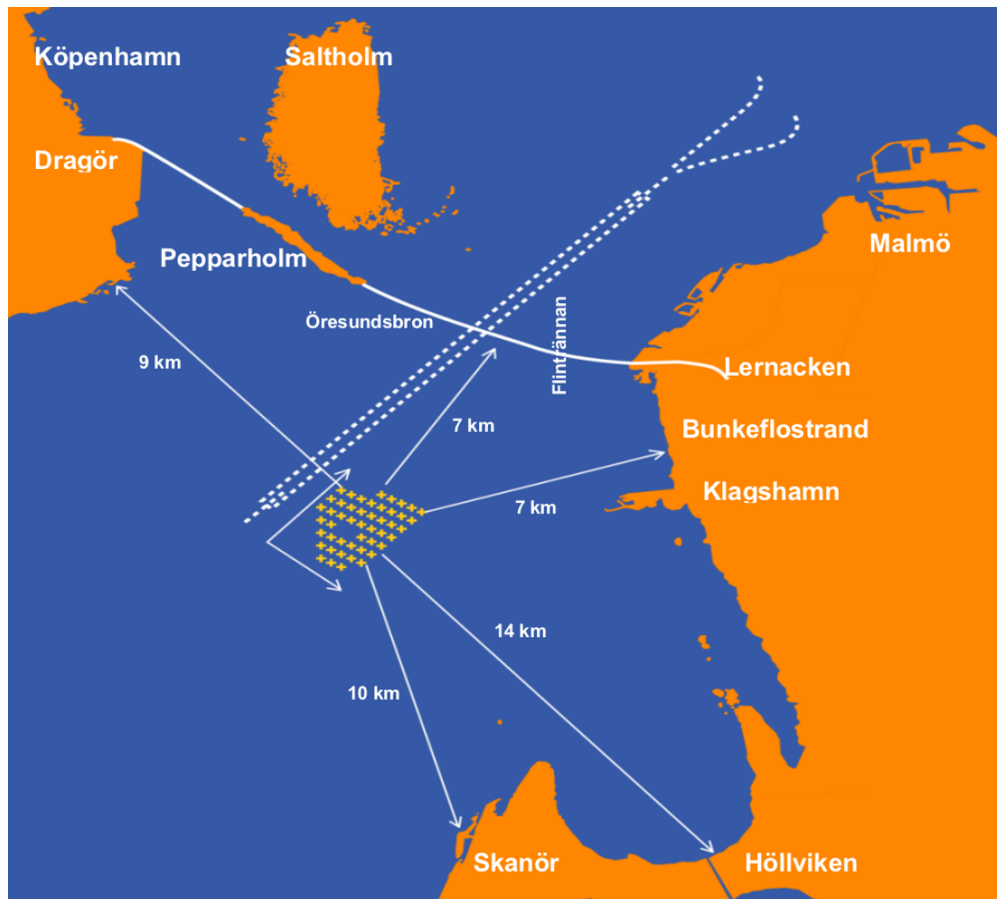 Köpenhamn
Saltholm
Dragör
Malmö
Pepparholm
Öresundsbron
Flintrännan
9 km
Lernacken
7 km
Bunkeflostrand
Klagshamn
7 km
14 km
10 km
Skanör
Höllviken